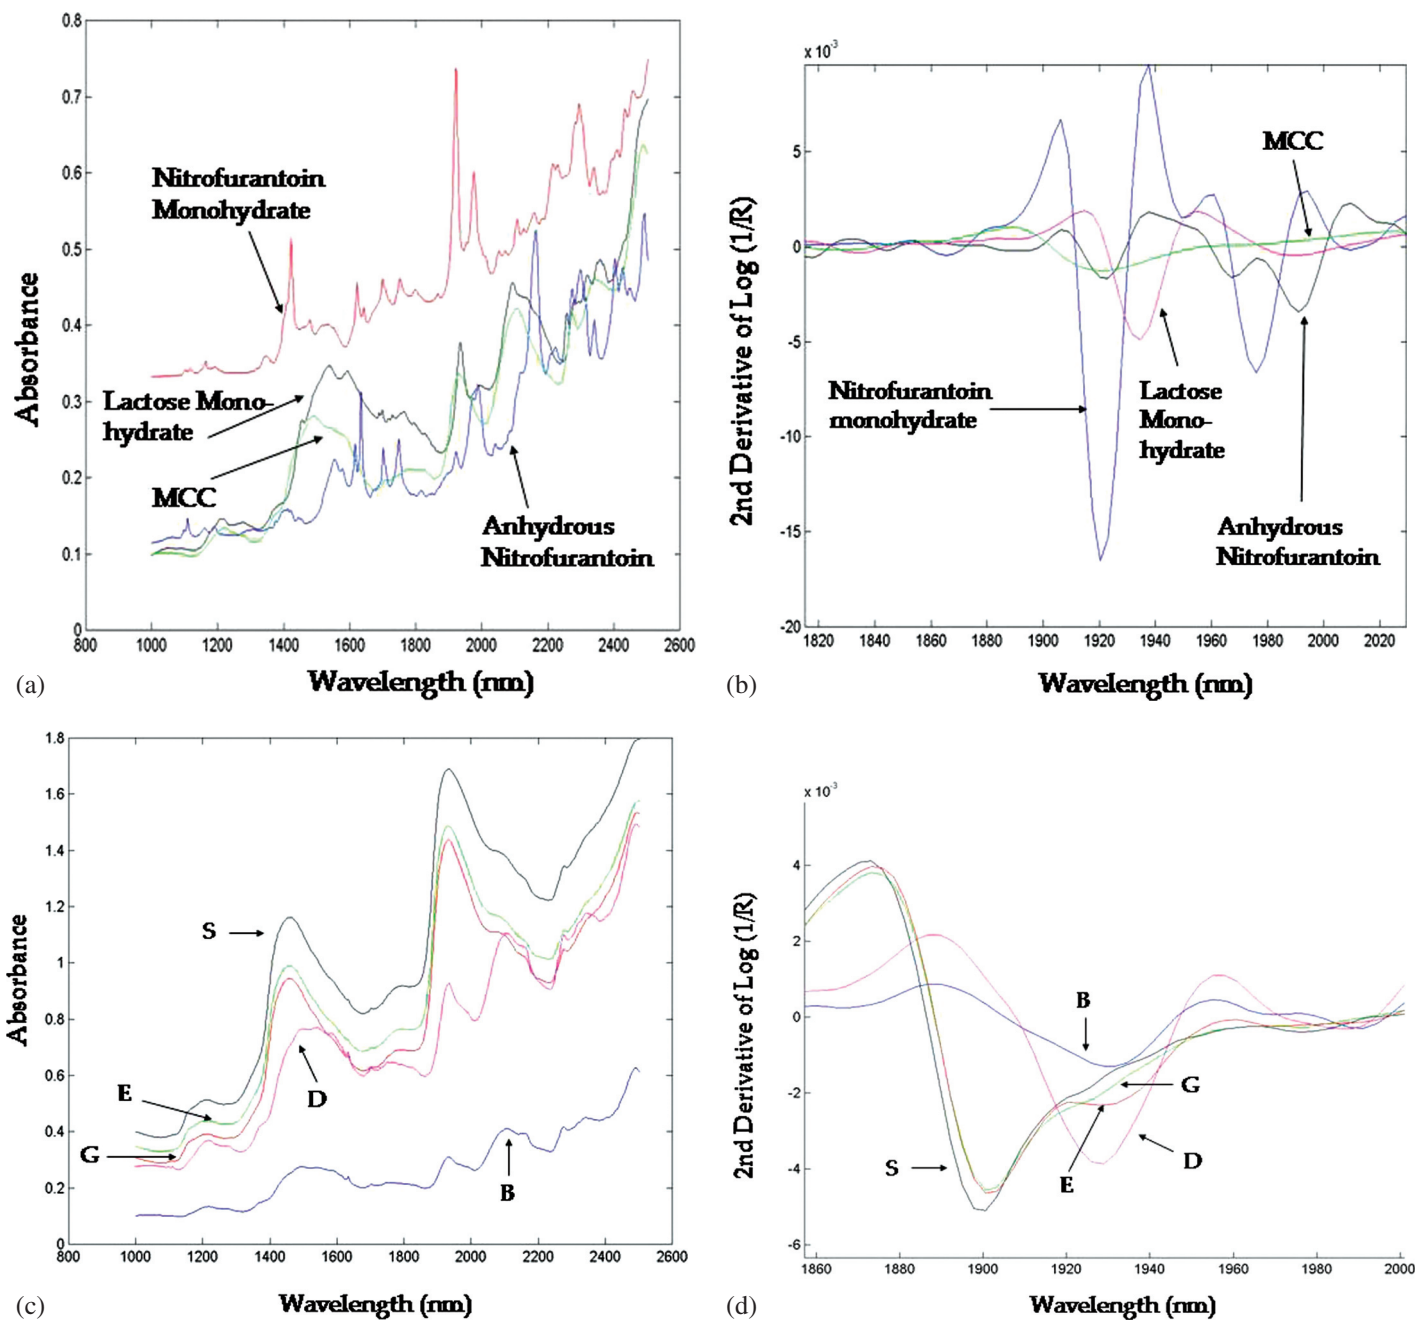 0.8
0.7
0.6
0.5
0.4
0.3
0.2
0.1
0
800 1000 1200 1400 1600 1800 2000 2200 2400 2600
Absorbance
Wavelength (nm)
Nitrofurantoin
Monohydrate
Lactose Mono-
hydrate
MCC
Anhydrous
Nitrofurantoin
(a)
x 10-3
5
0
-5
-10
-15
-20
1820 1840 1860 1880 1900 1920 1940 1960 1980 2000 2020
2nd Derivative of Log (1/R)
Wavelength (nm)
MCC
Nitrofurantoin
monohydrate
Lactose
Mono-
hydrate
Anhydrous
Nitrofurantoin
(b)
1.8
1.6
1.4
1.2
1
0.8
0.6
0.4
0.2
0
800 1000 1200 1400 1600 1800 2000 2200 2400 2600
Absorbance
Wavelength (nm)
S
E
D
G
B
(c)
x 10-3
4
2
0
-2
-4
-6
1860 1880 1900 1920 1940 1960 1980 2000
2nd Derivative of Log (1/R)
Wavelength (nm)
B
G
S
E
D
(d)